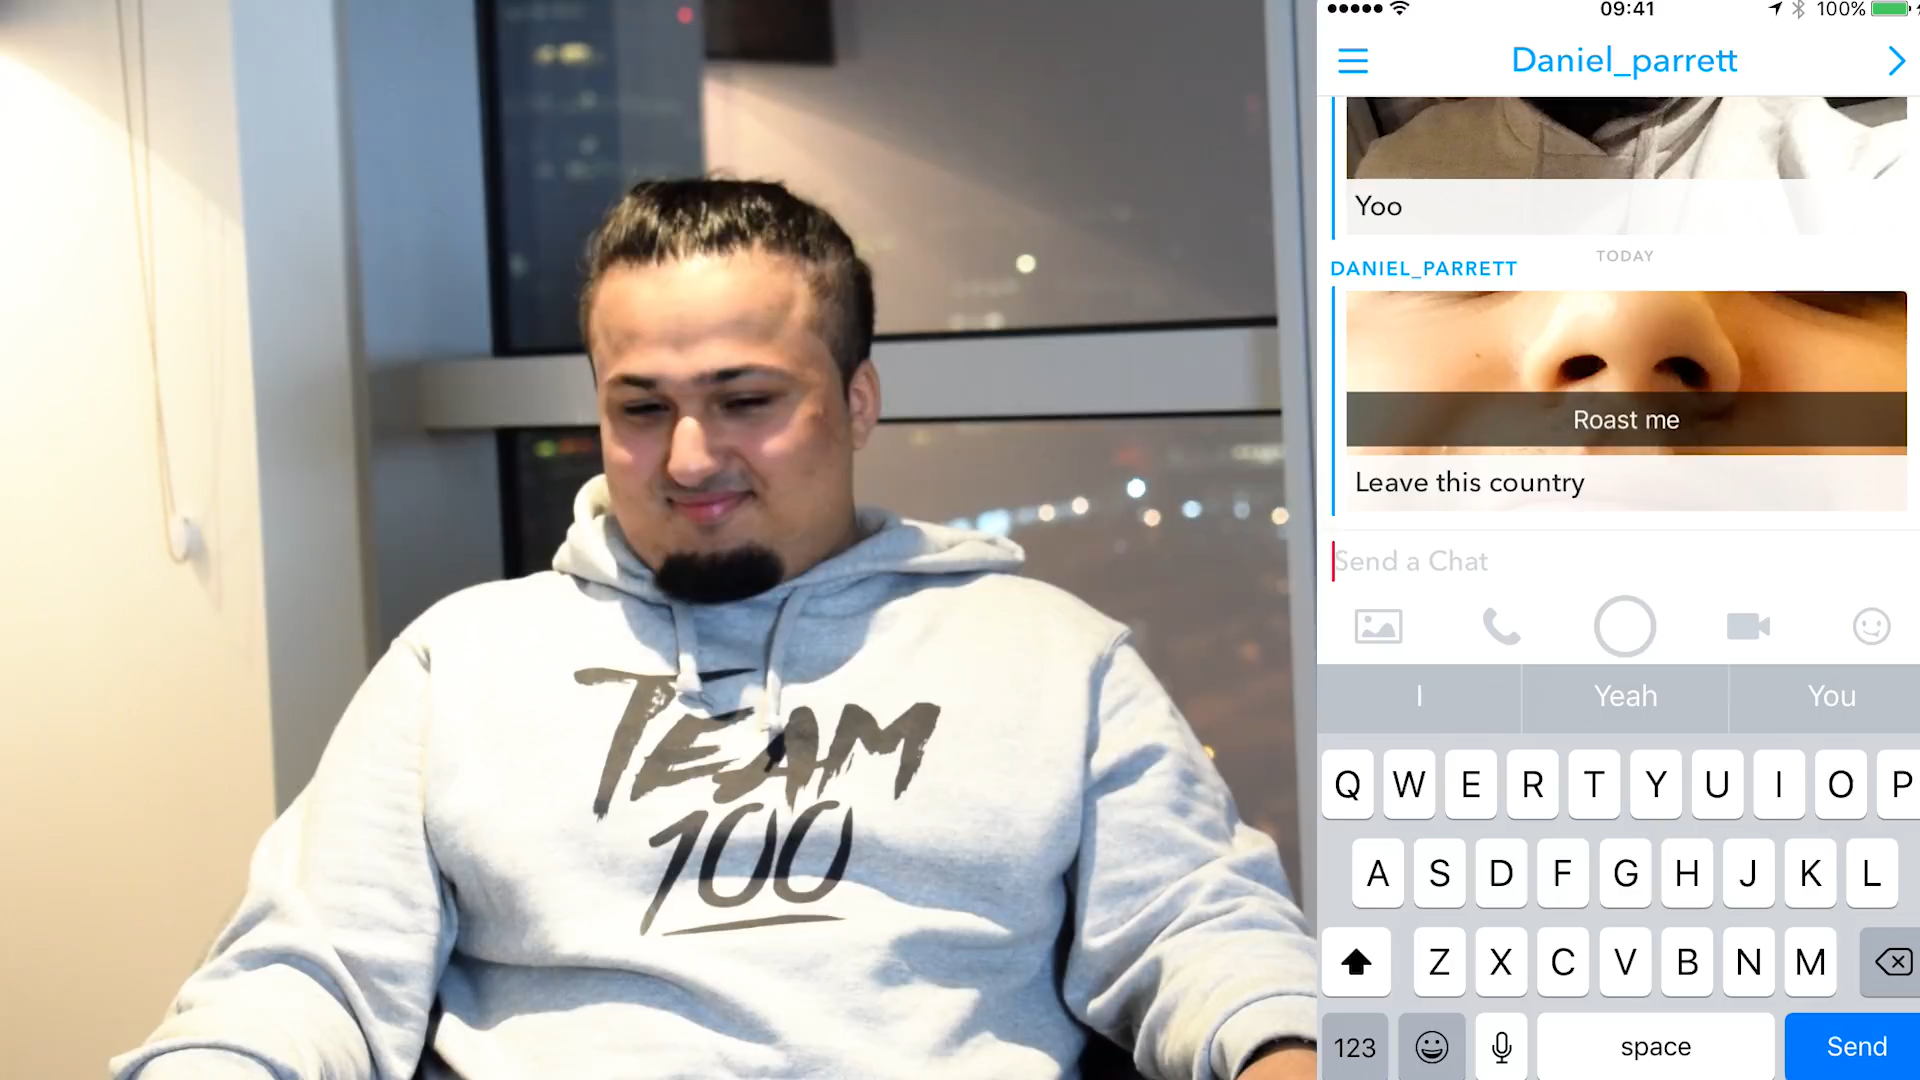 TEAM
100
09:41
100%
Daniel_parrett
Yoo
TODAY
DANIEL_PARRETT
Roast me
Leave this country
Send a Chat
I Yeah You
Q W E R T Y U I O P
A S D F G H J K L
Z X C V B N M
123 space Send